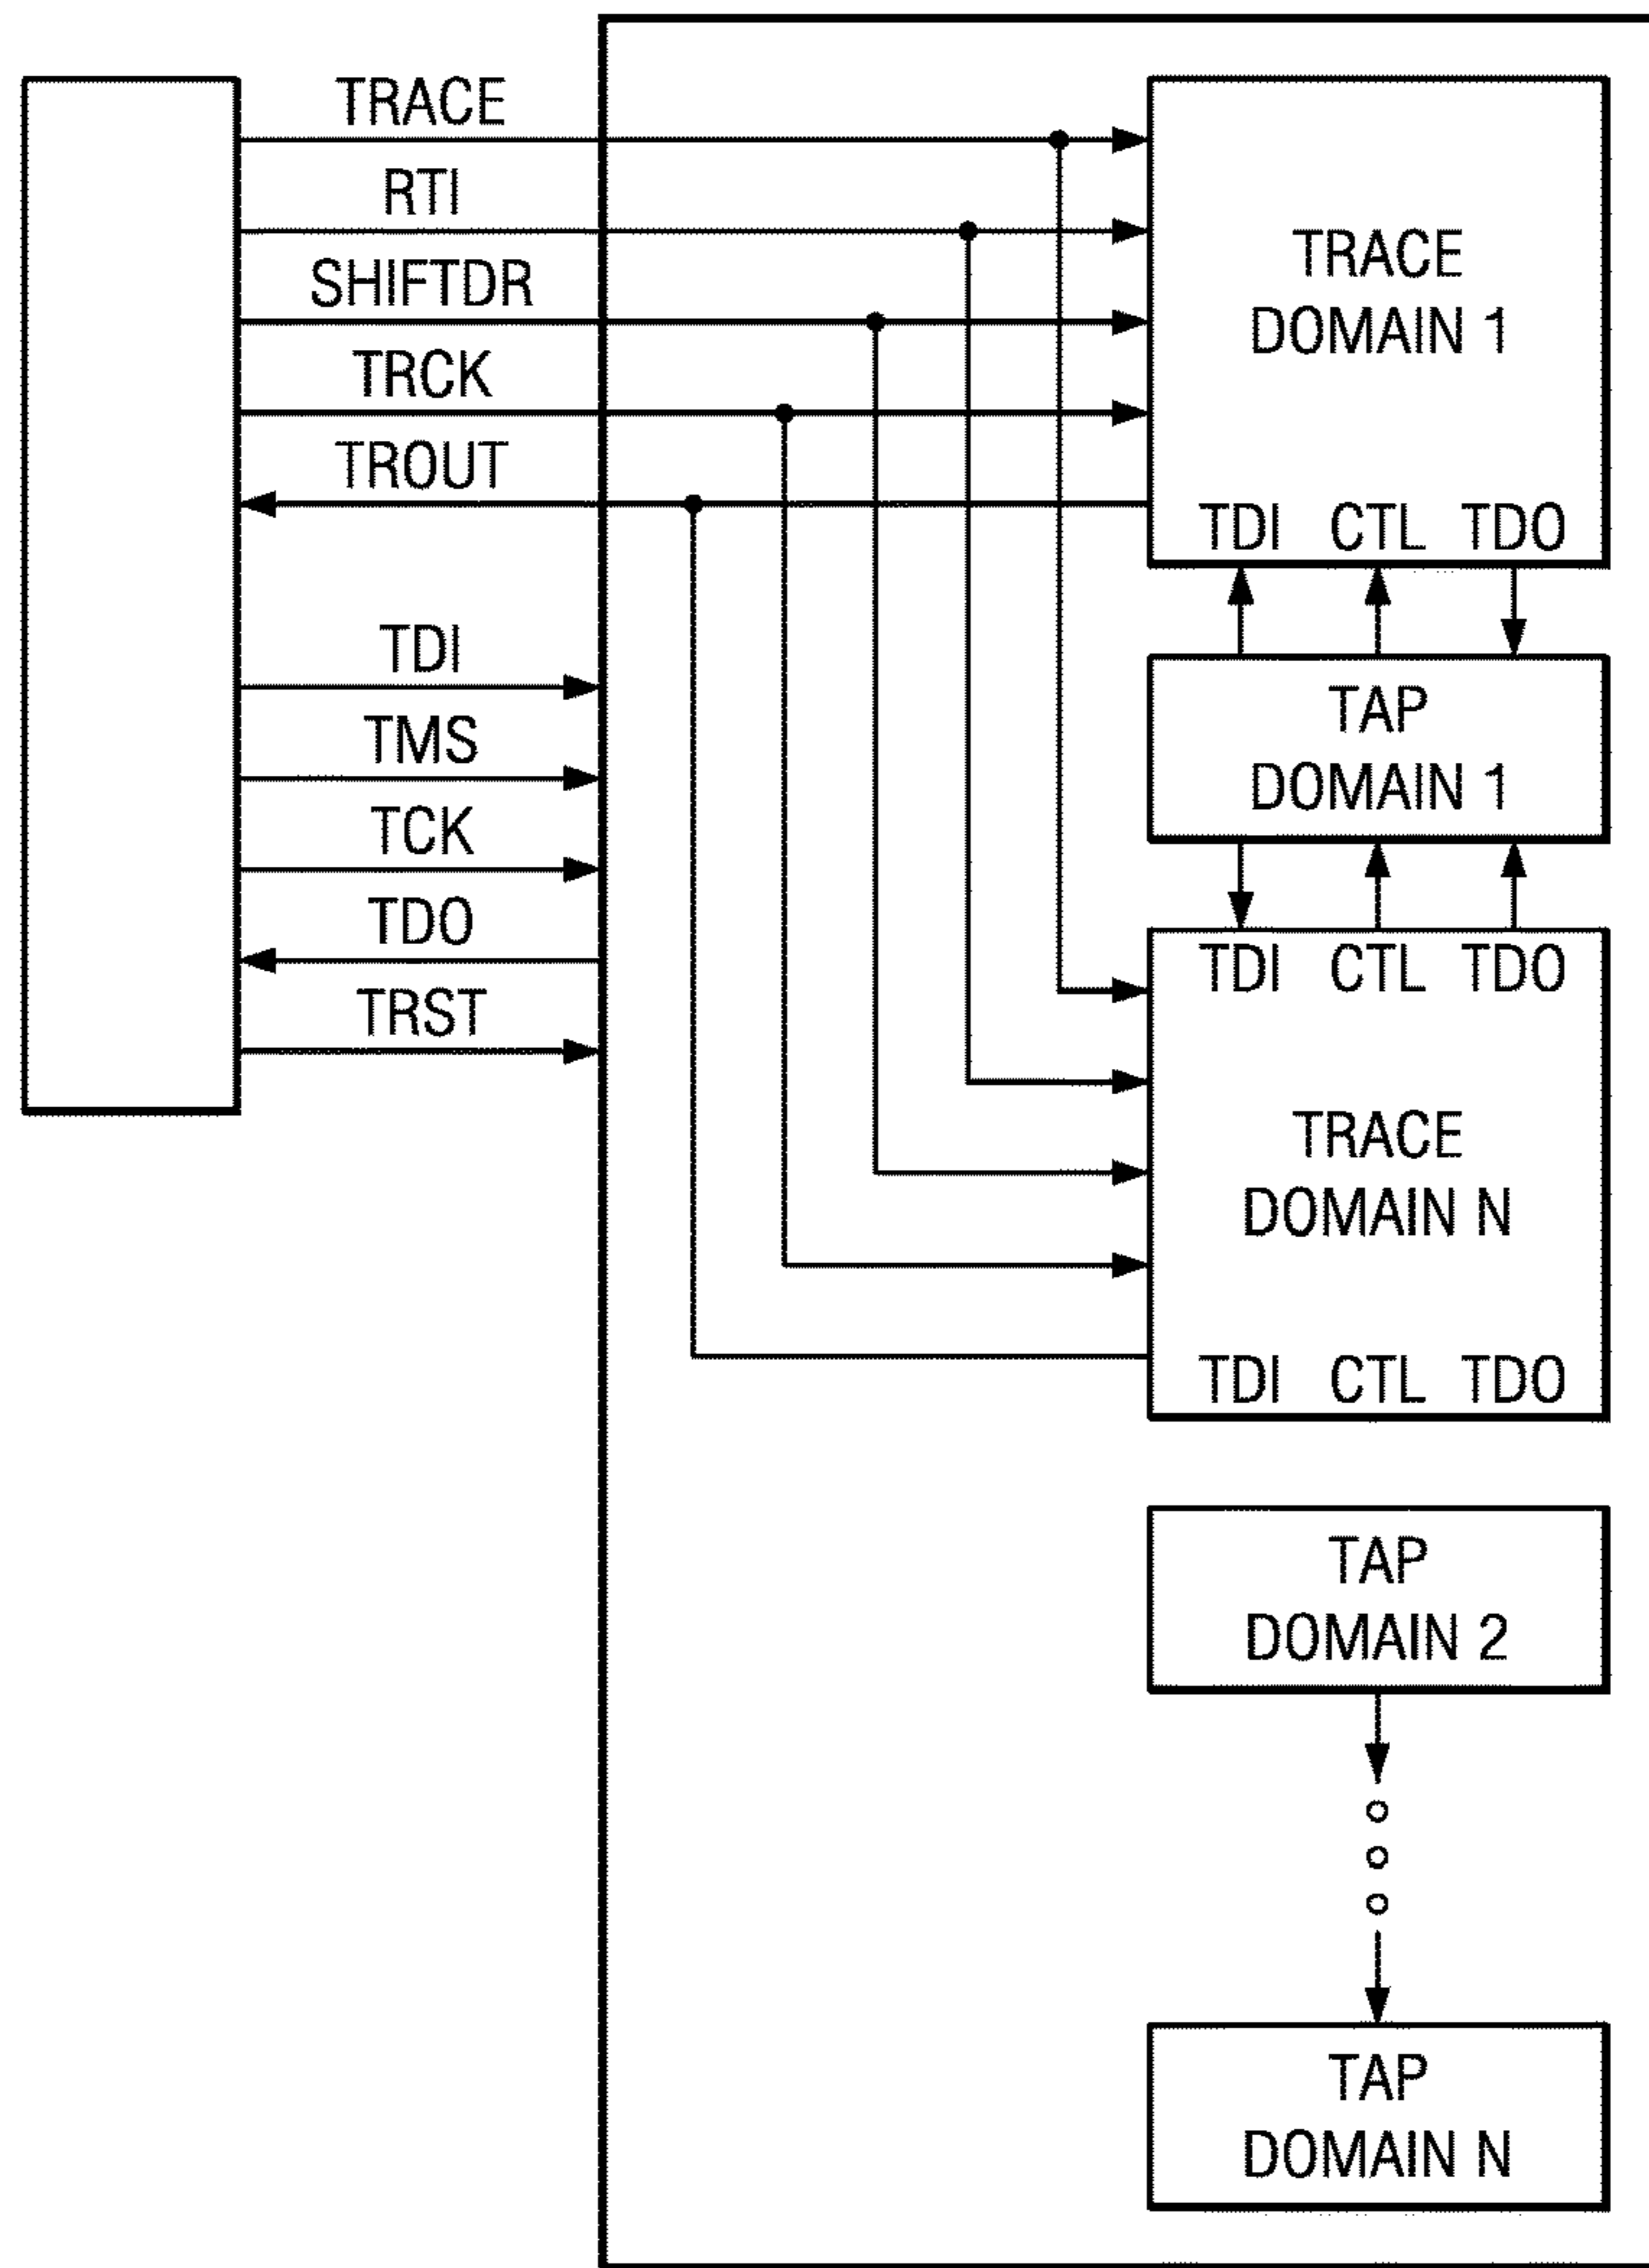 TRACE
RTI
SHIFTDR
TRCK
TROUT
TDI
TMS
TCK
TDO
TRST
TRACE
DOMAIN 1
TDI CTL TDO
TAP
DOMAIN 1
TDI CTL TDO
TRACE
DOMAIN N
TDI CTL TDO
TAP
DOMAIN 2
TAP
DOMAIN N